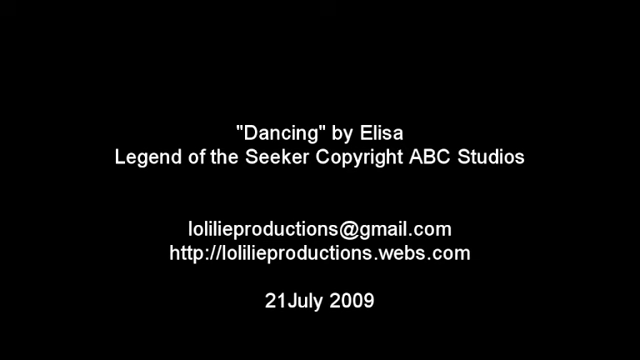 "Dancing" by Elisa
Legend of the Seeker Copyright ABC Studios
lolilieproductions@gmail.com
http://lolilieproductions.webs.com
21July 2009